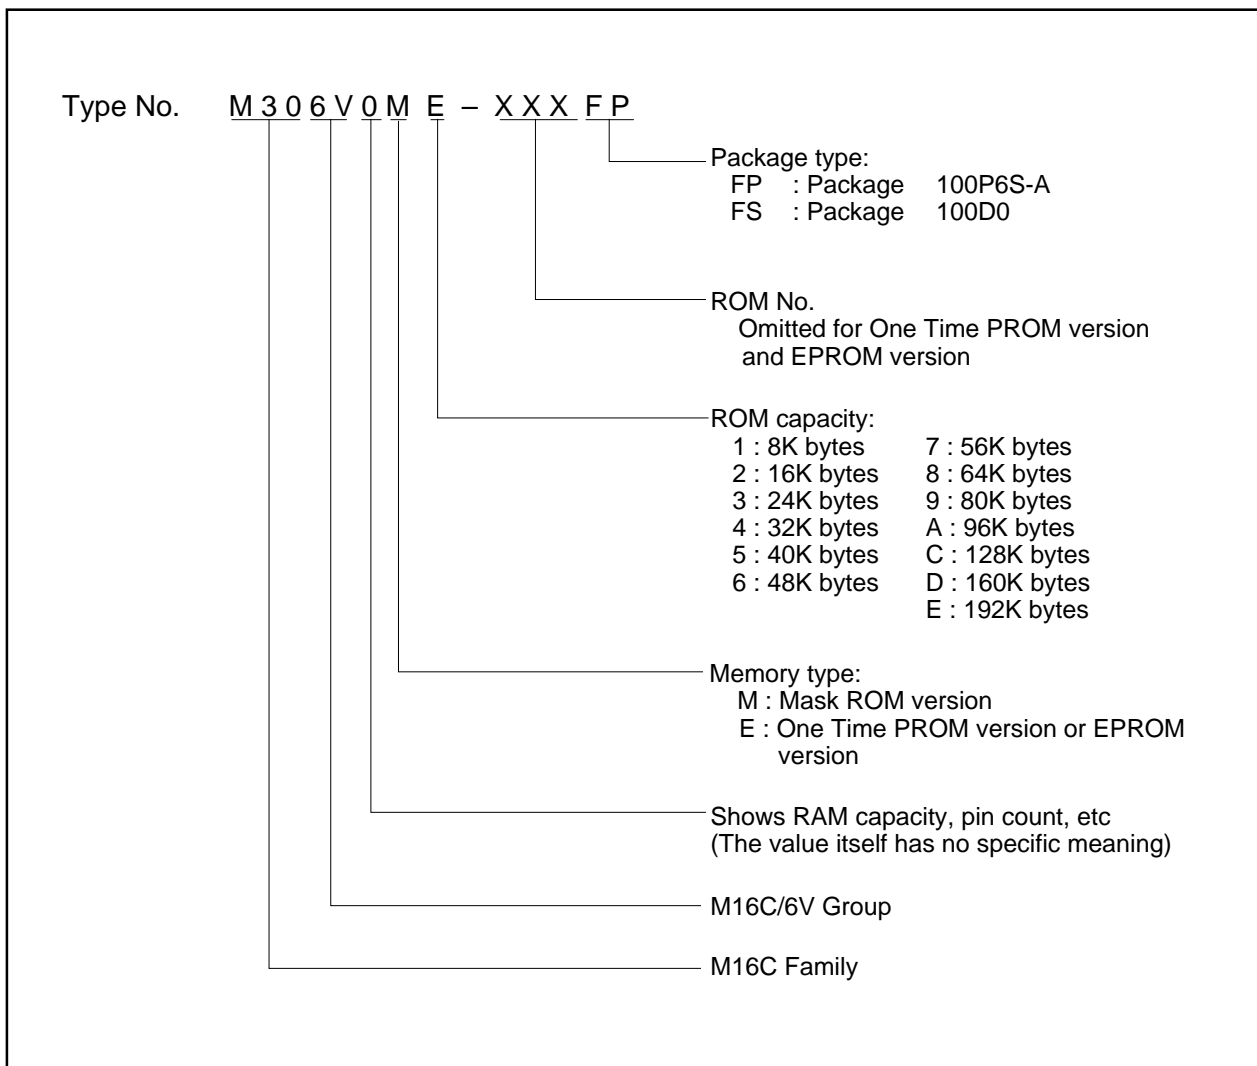 Type No. M306V0ME – XXXFP
Package type:
FP : Package 100P6S-A
FS : Package 100D0
ROM No.
Omitted for One Time PROM version
and EPROM version
ROM capacity:
1 : 8K bytes 7 : 56K bytes
2 : 16K bytes 8 : 64K bytes
3 : 24K bytes 9 : 80K bytes
4 : 32K bytes A : 96K bytes
5 : 40K bytes C : 128K bytes
6 : 48K bytes D : 160K bytes
E : 192K bytes
Memory type:
M : Mask ROM version
E : One Time PROM version or EPROM
version
Shows RAM capacity, pin count, etc
(The value itself has no specific meaning)
M16C/6V Group
M16C Family